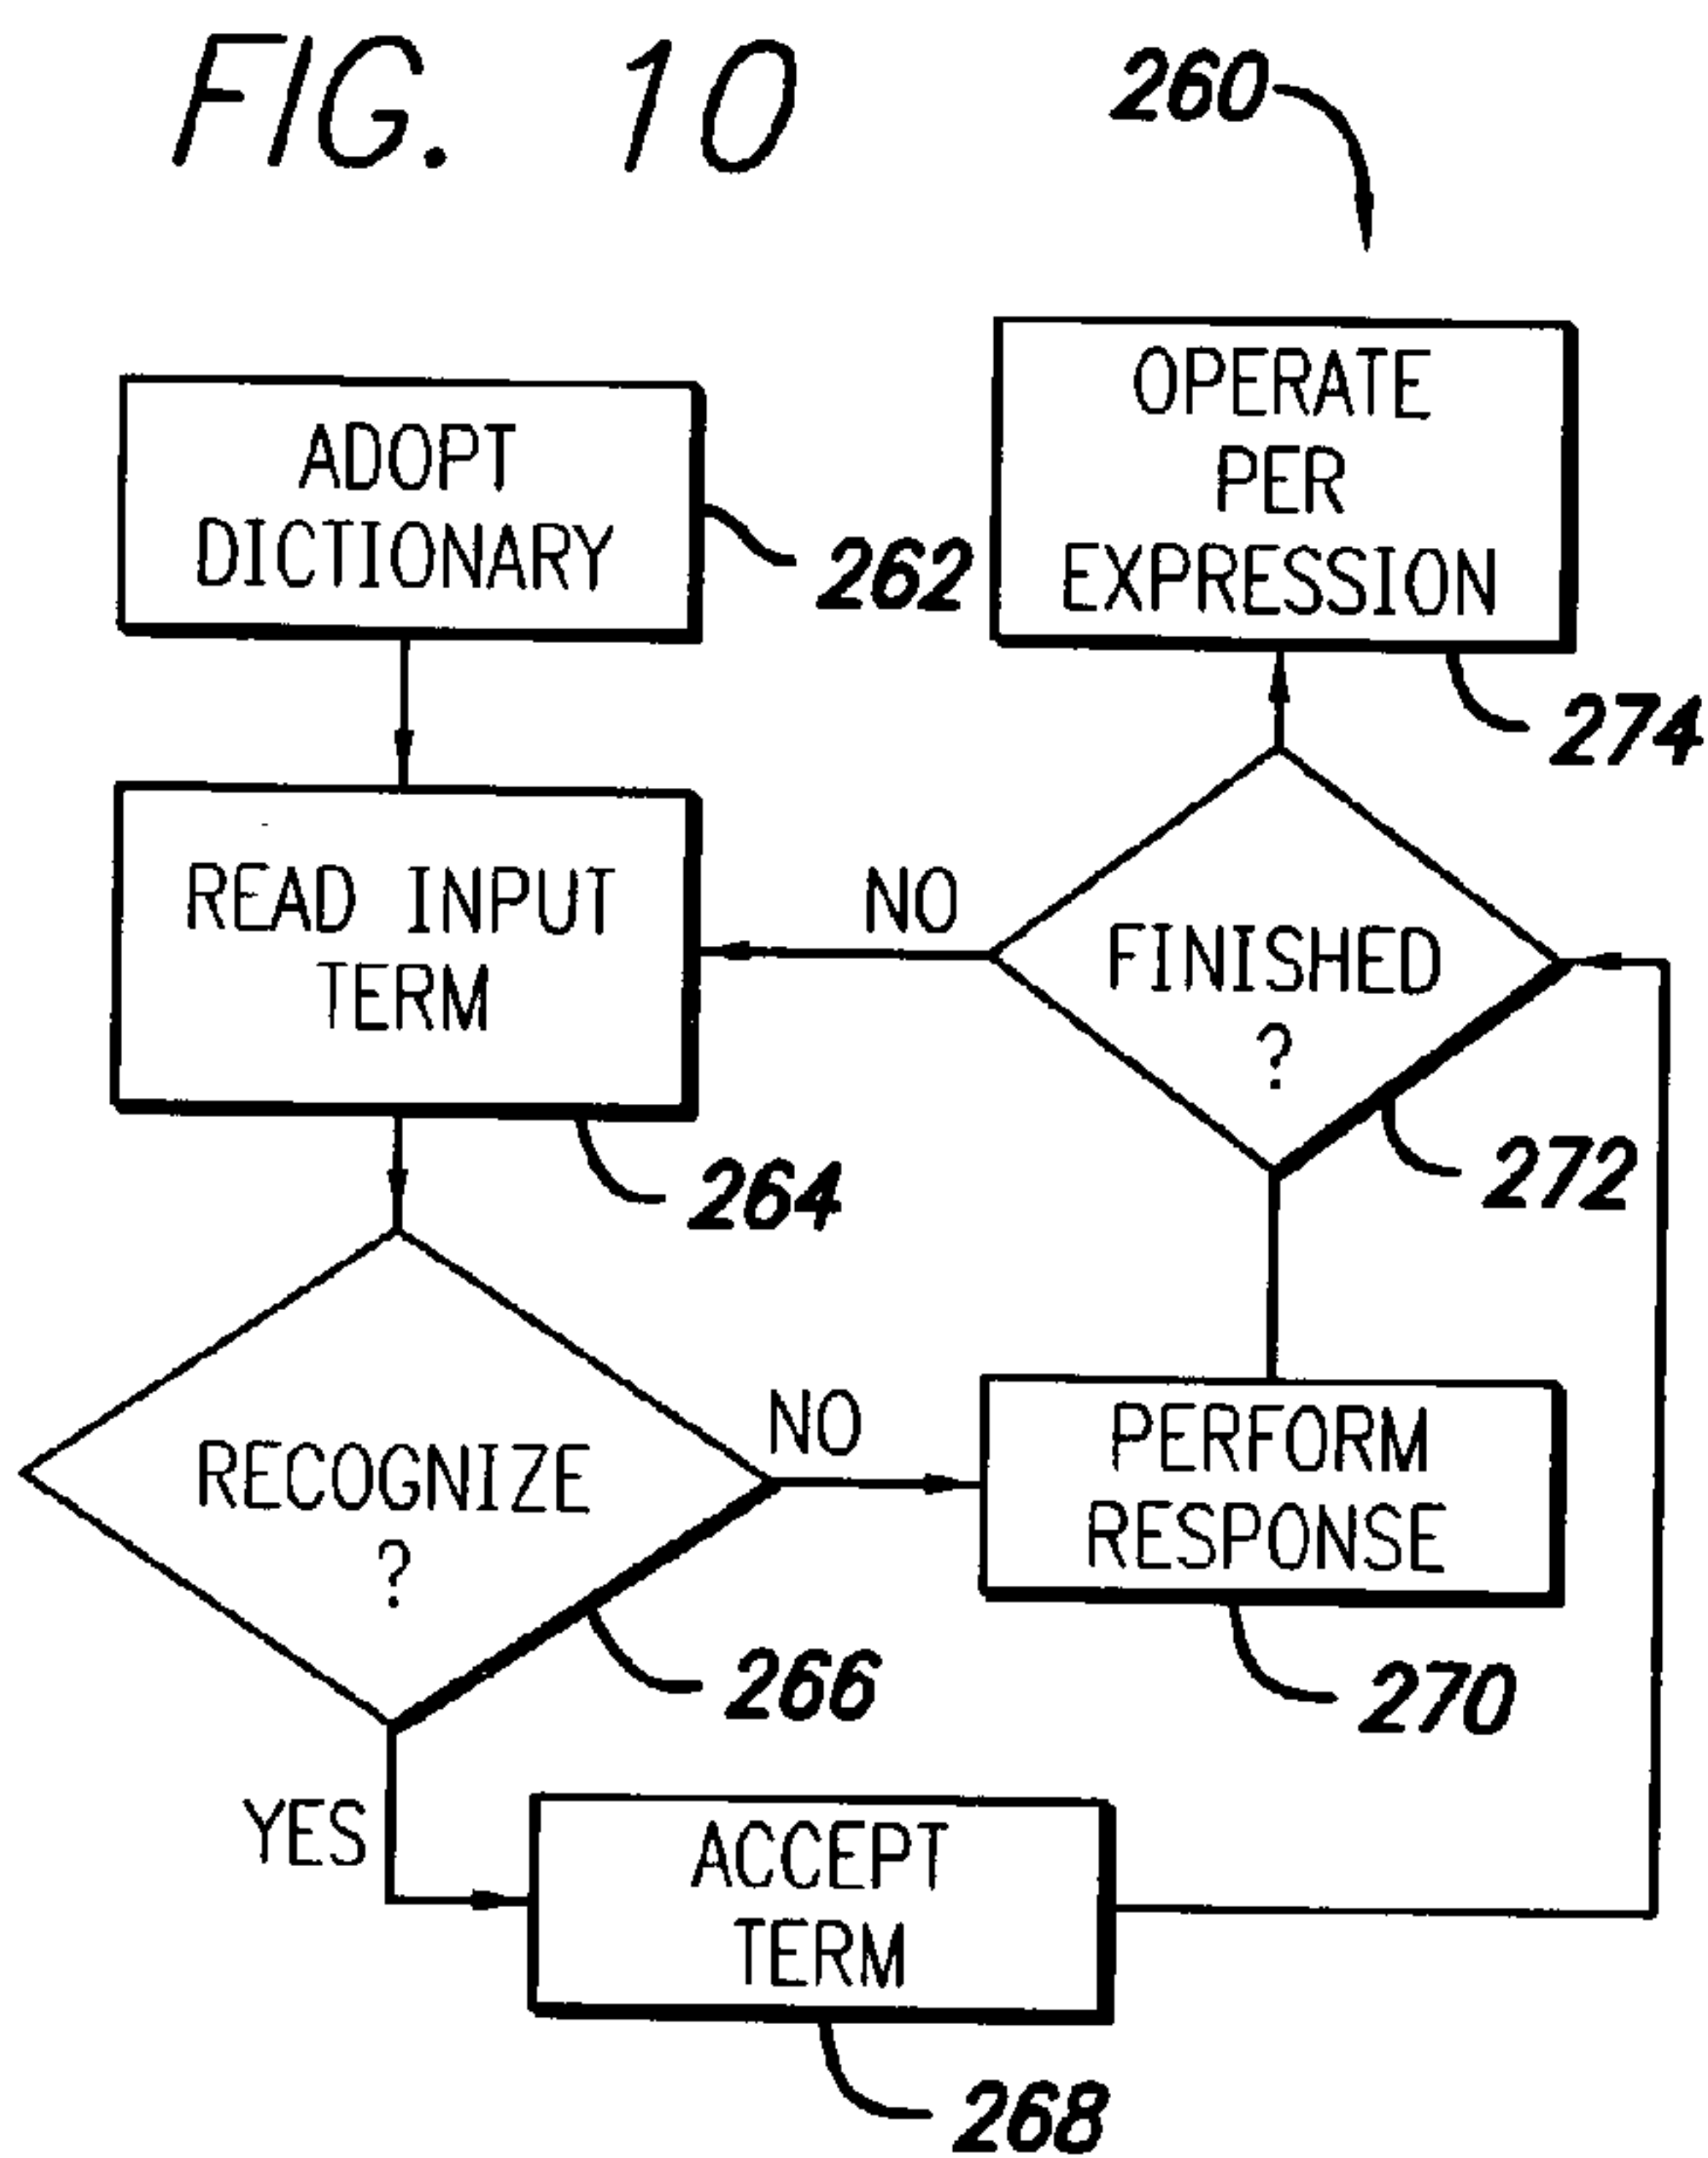 FIG. 10
260
ADOPT
DICTIONARY
262
OPERATE
PER
EXPRESSION
274
READ INPUT
TERM
264
NO
FINISHED
?
272
RECOGNIZE
?
266
NO
PERFORM
RESPONSE
270
YES
ACCEPT
TERM
268